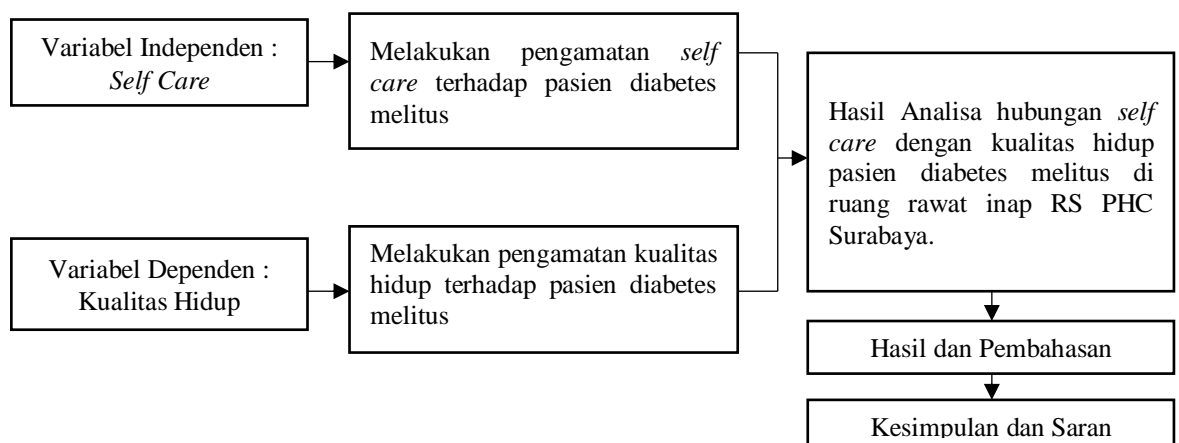 Variabel Independen :
Self Care
Melakukan pengamatan self
care terhadap pasien diabetes
melitus
Variabel Dependen :
Kualitas Hidup
Melakukan pengamatan kualitas
hidup terhadap pasien diabetes
melitus
Hasil Analisa hubungan self
care dengan kualitas hidup
pasien diabetes melitus di
ruang rawat inap RS PHC
Surabaya.
Hasil dan Pembahasan
Kesimpulan dan Saran